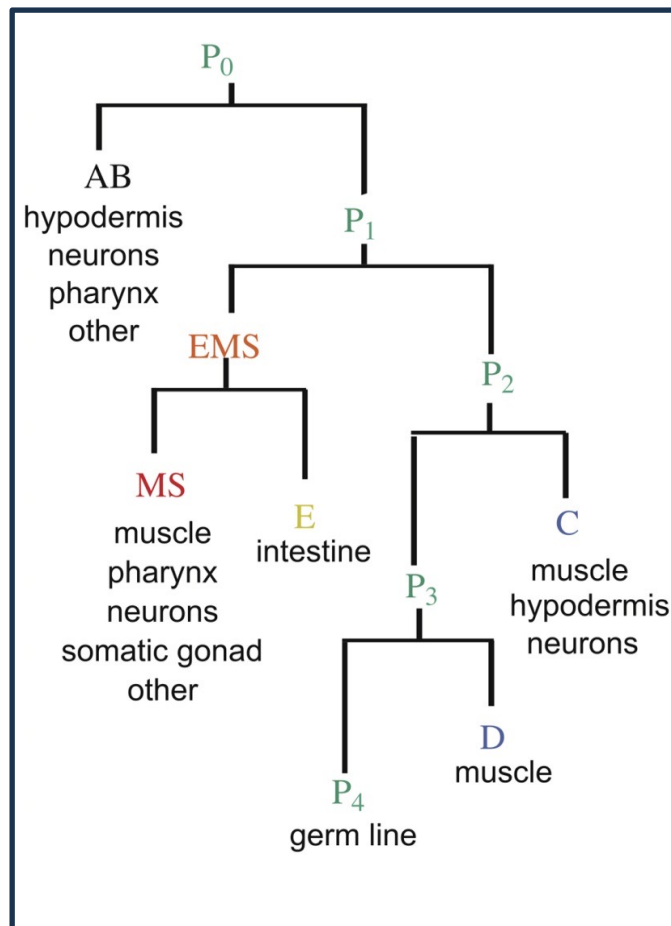 P₀
AB
hypodermis
neurons
pharynx
other
P₁
EMS
P₂
MS
muscle
pharynx
neurons
somatic gonad
other
E
intestine
C
muscle
hypodermis
neurons
P₃
D
muscle
P₄
germ line